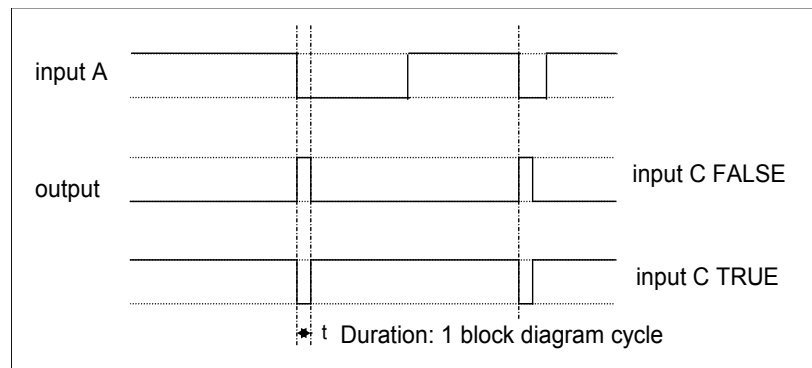 input A
output
input C FALSE
input C TRUE
t Duration: 1 block diagram cycle